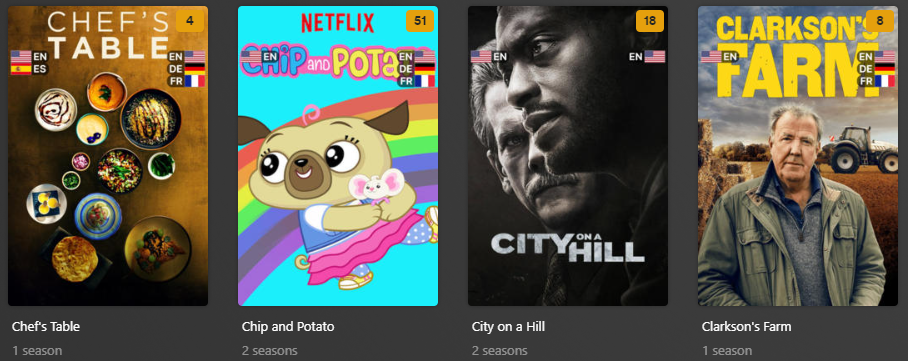 CHEF'S
TABLE
4
EN
ES
EN
DE
FR
Chef's Table
1 season
NETFLIX
CHIP AND POTA
51
EN
EN
DE
FR
Chip and Potato
2 seasons
18
EN
EN
CITY ON A HILL
City on a Hill
2 seasons
CLARKSON'S
FARM
8
EN
EN
DE
FR
Clarkson's Farm
1 season